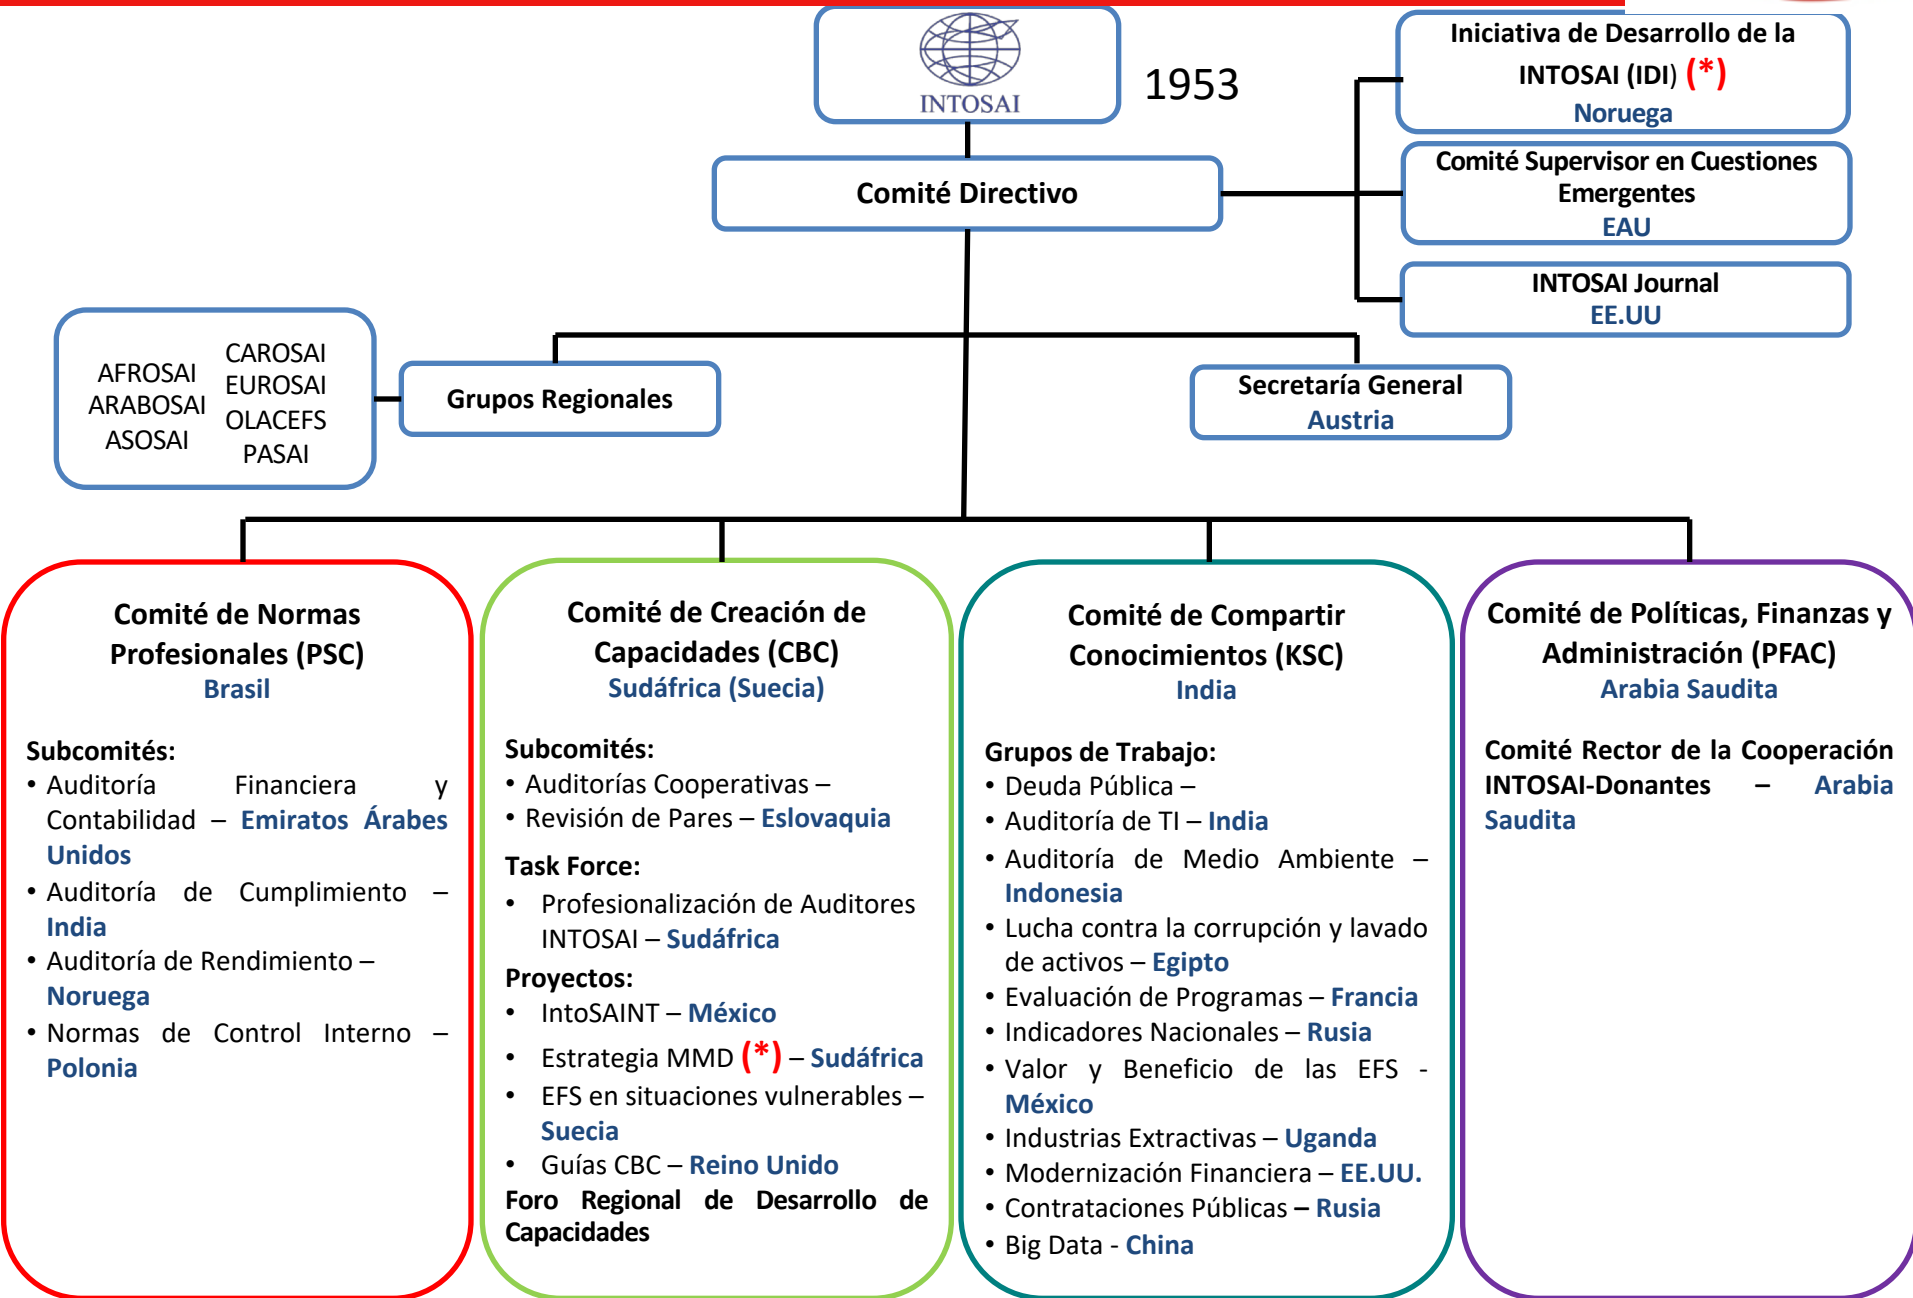 INTOSAI
1953
Iniciativa de Desarrollo de la
INTOSAI (IDI) (*)
Noruega
Comité Directivo
Comité Supervisor en Cuestiones
Emergentes
EAU
INTOSAI Journal
EE.UU
AFROSAI
ARABOSAI
ASOSAI
CAROSAI
EUROSAI
OLACEFS
PASAI
Grupos Regionales
Secretaría General
Austria
Comité de Normas
Profesionales (PSC)
Brasil
Subcomités:
• Auditoría Financiera y
Contabilidad – Emiratos Árabes
Unidos
• Auditoría de Cumplimiento –
India
• Auditoría de Rendimiento –
Noruega
• Normas de Control Interno –
Polonia
Comité de Creación de
Capacidades (CBC)
Sudáfrica (Suecia)
Subcomités:
• Auditorías Cooperativas –
• Revisión de Pares – Eslovaquia
Task Force:
• Profesionalización de Auditores
INTOSAI – Sudáfrica
Proyectos:
• IntoSAINT – México
• Estrategia MMD (*) – Sudáfrica
• EFS en situaciones vulnerables –
Suecia
• Guías CBC – Reino Unido
Foro Regional de Desarrollo de
Capacidades
Comité de Compartir
Conocimientos (KSC)
India
Grupos de Trabajo:
• Deuda Pública –
• Auditoría de TI – India
• Auditoría de Medio Ambiente –
Indonesia
• Lucha contra la corrupción y lavado
de activos – Egipto
• Evaluación de Programas – Francia
• Indicadores Nacionales – Rusia
• Valor y Beneficio de las EFS -
México
• Industrias Extractivas – Uganda
• Modernización Financiera – EE.UU.
• Contrataciones Públicas – Rusia
• Big Data - China
Comité de Políticas, Finanzas y
Administración (PFAC)
Arabia Saudita
Comité Rector de la Cooperación
INTOSAI-Donantes – Arabia
Saudita